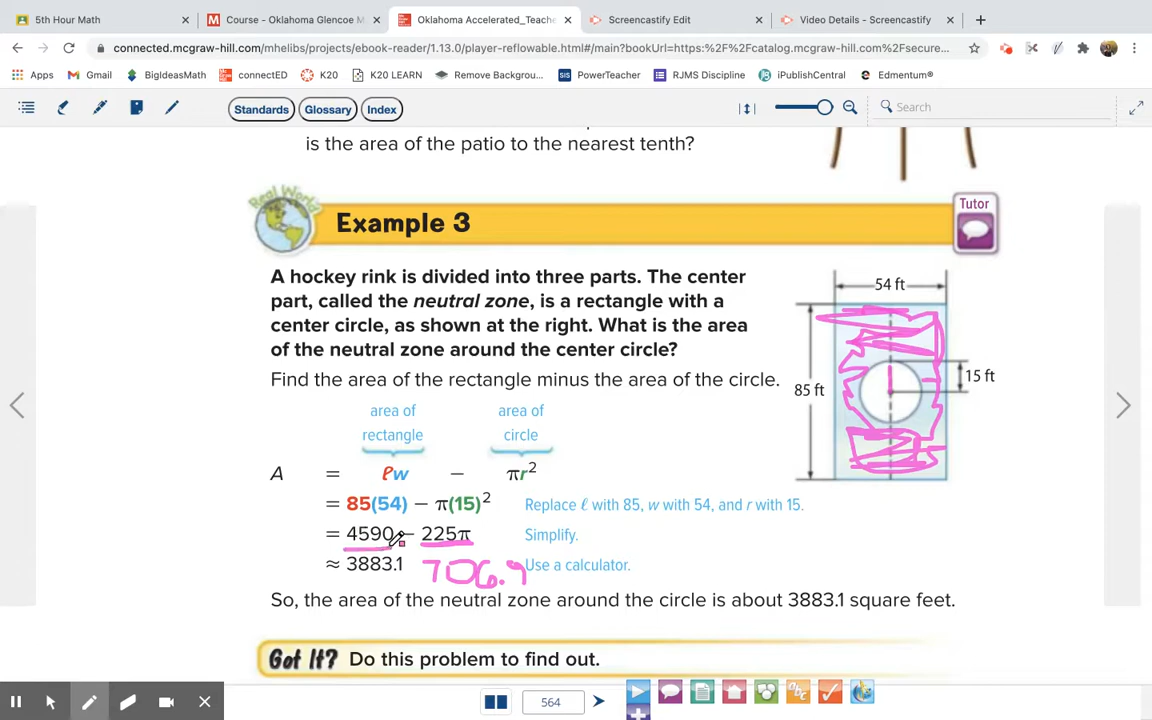 5th Hour Math
Course - Oklahoma Glencoe M
Oklahoma Accelerated_Teache
Screencastify Edit
Video Details - Screencastify
connected.mcgraw-hill.com/mhelibs/projects/ebook-reader/1.13.0/player-reflowable.html#/main?bookUrl=https:%2F%2Fcatalog.mcgraw-hill.com%2Fsecure...
Apps
Gmail
BigIdeasMath
connectED
K20
K20 LEARN
Remove Backgrou...
SIS
PowerTeacher
RJMS Discipline
iPublishCentral
Edmentum®
Standards
Glossary
Index
Search
is the area of the patio to the nearest tenth?
Real World
Example 3
Tutor
A hockey rink is divided into three parts. The center
part, called the neutral zone, is a rectangle with a
center circle, as shown at the right. What is the area
of the neutral zone around the center circle?
54 ft
85 ft
15 ft
Find the area of the rectangle minus the area of the circle.
area of rectangle
area of circle
A = ℓw − πr²
= 85(54) − π(15)² Replace ℓ with 85, w with 54, and r with 15.
= 4590 − 225π Simplify.
≈ 3883.1 706.9 Use a calculator.
So, the area of the neutral zone around the circle is about 3883.1 square feet.
Got It? Do this problem to find out.
564
abc